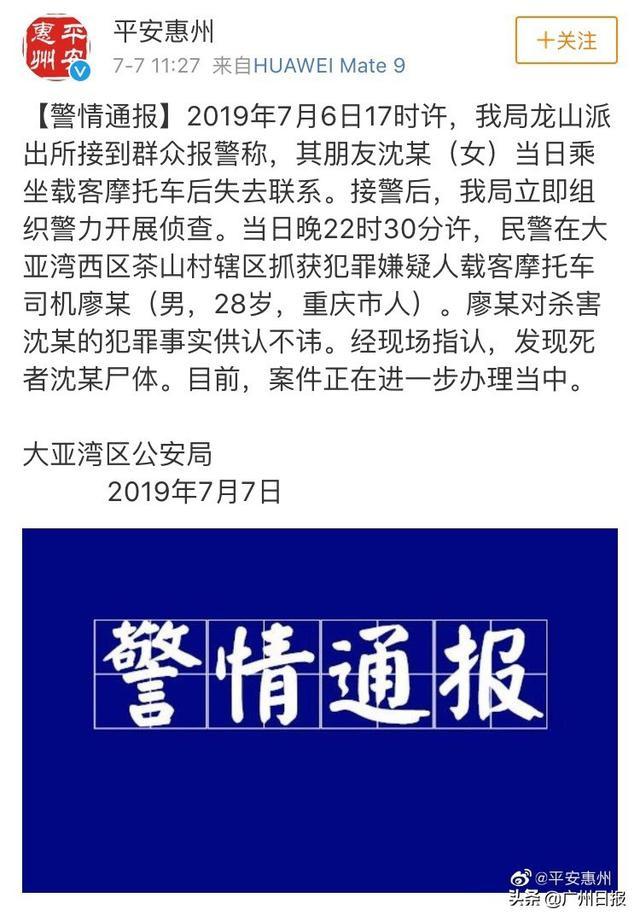 平安惠州
平安惠州
7-7 11:27 来自HUAWEI Mate 9
+关注
【警情通报】2019年7月6日17时许，我局龙山派
出所接到群众报警称，其朋友沈某（女）当日乘
坐载客摩托车后失去联系。接警后，我局立即组
织警力开展侦查。当日晚22时30分许，民警在大
亚湾西区茶山村辖区抓获犯罪嫌疑人载客摩托车
司机廖某（男，28岁，重庆市人）。廖某对杀害
沈某的犯罪事实供认不讳。经现场指认，发现死
者沈某尸体。目前，案件正在进一步办理当中。
大亚湾区公安局
2019年7月7日
警情通报
@平安惠州
头条 @广州日报